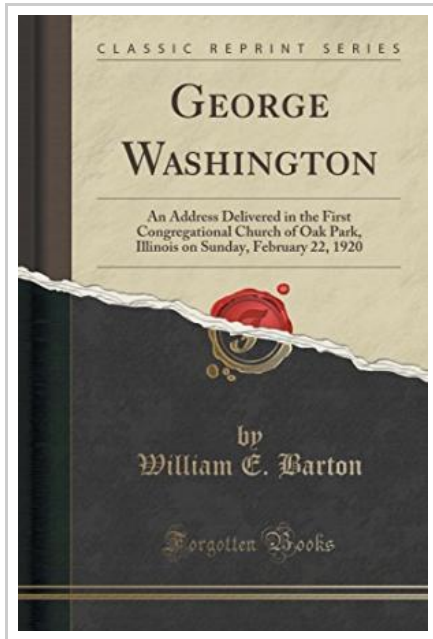 CLASSIC REPRINT SERIES
GEORGE
WASHINGTON
An Address Delivered in the First
Congregational Church of Oak Park,
Illinois on Sunday, February 22, 1920
by
William E. Barton
Forgotten Books